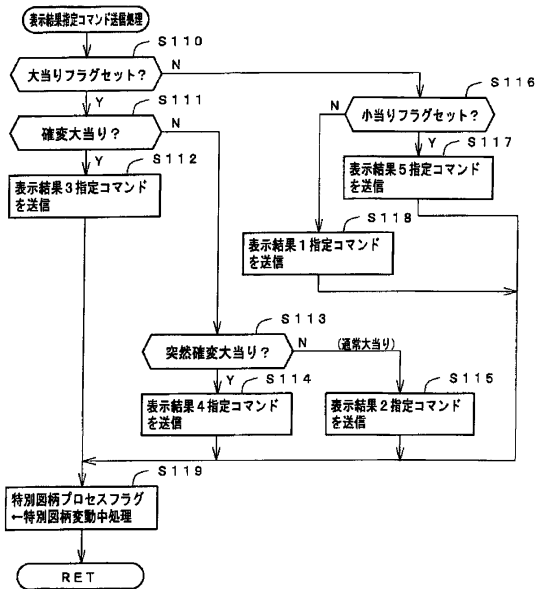 表示結果指定コマンド送信処理
S110
大当りフラグセット?
N
Y
S111
S116
確変大当り?
N
N
小当りフラグセット?
Y
S112
Y
S117
表示結果3指定コマンド
を送信
表示結果5指定コマンド
を送信
S118
表示結果1指定コマンド
を送信
S113
突然確変大当り?
N
(通常大当り)
Y
S114
S115
表示結果4指定コマンド
を送信
表示結果2指定コマンド
を送信
S119
特別図柄プロセスフラグ
←特別図柄変動中処理
RET